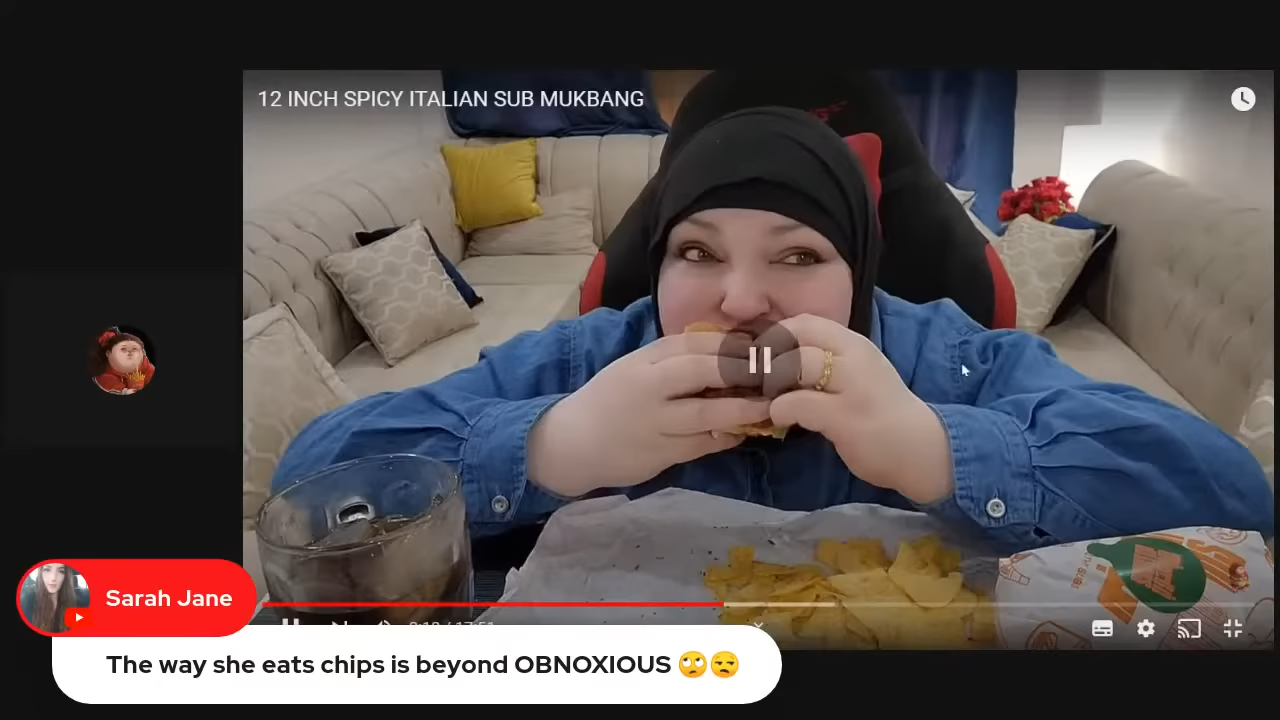 12 INCH SPICY ITALIAN SUB MUKBANG
Sarah Jane
The way she eats chips is beyond OBNOXIOUS 🙄😒